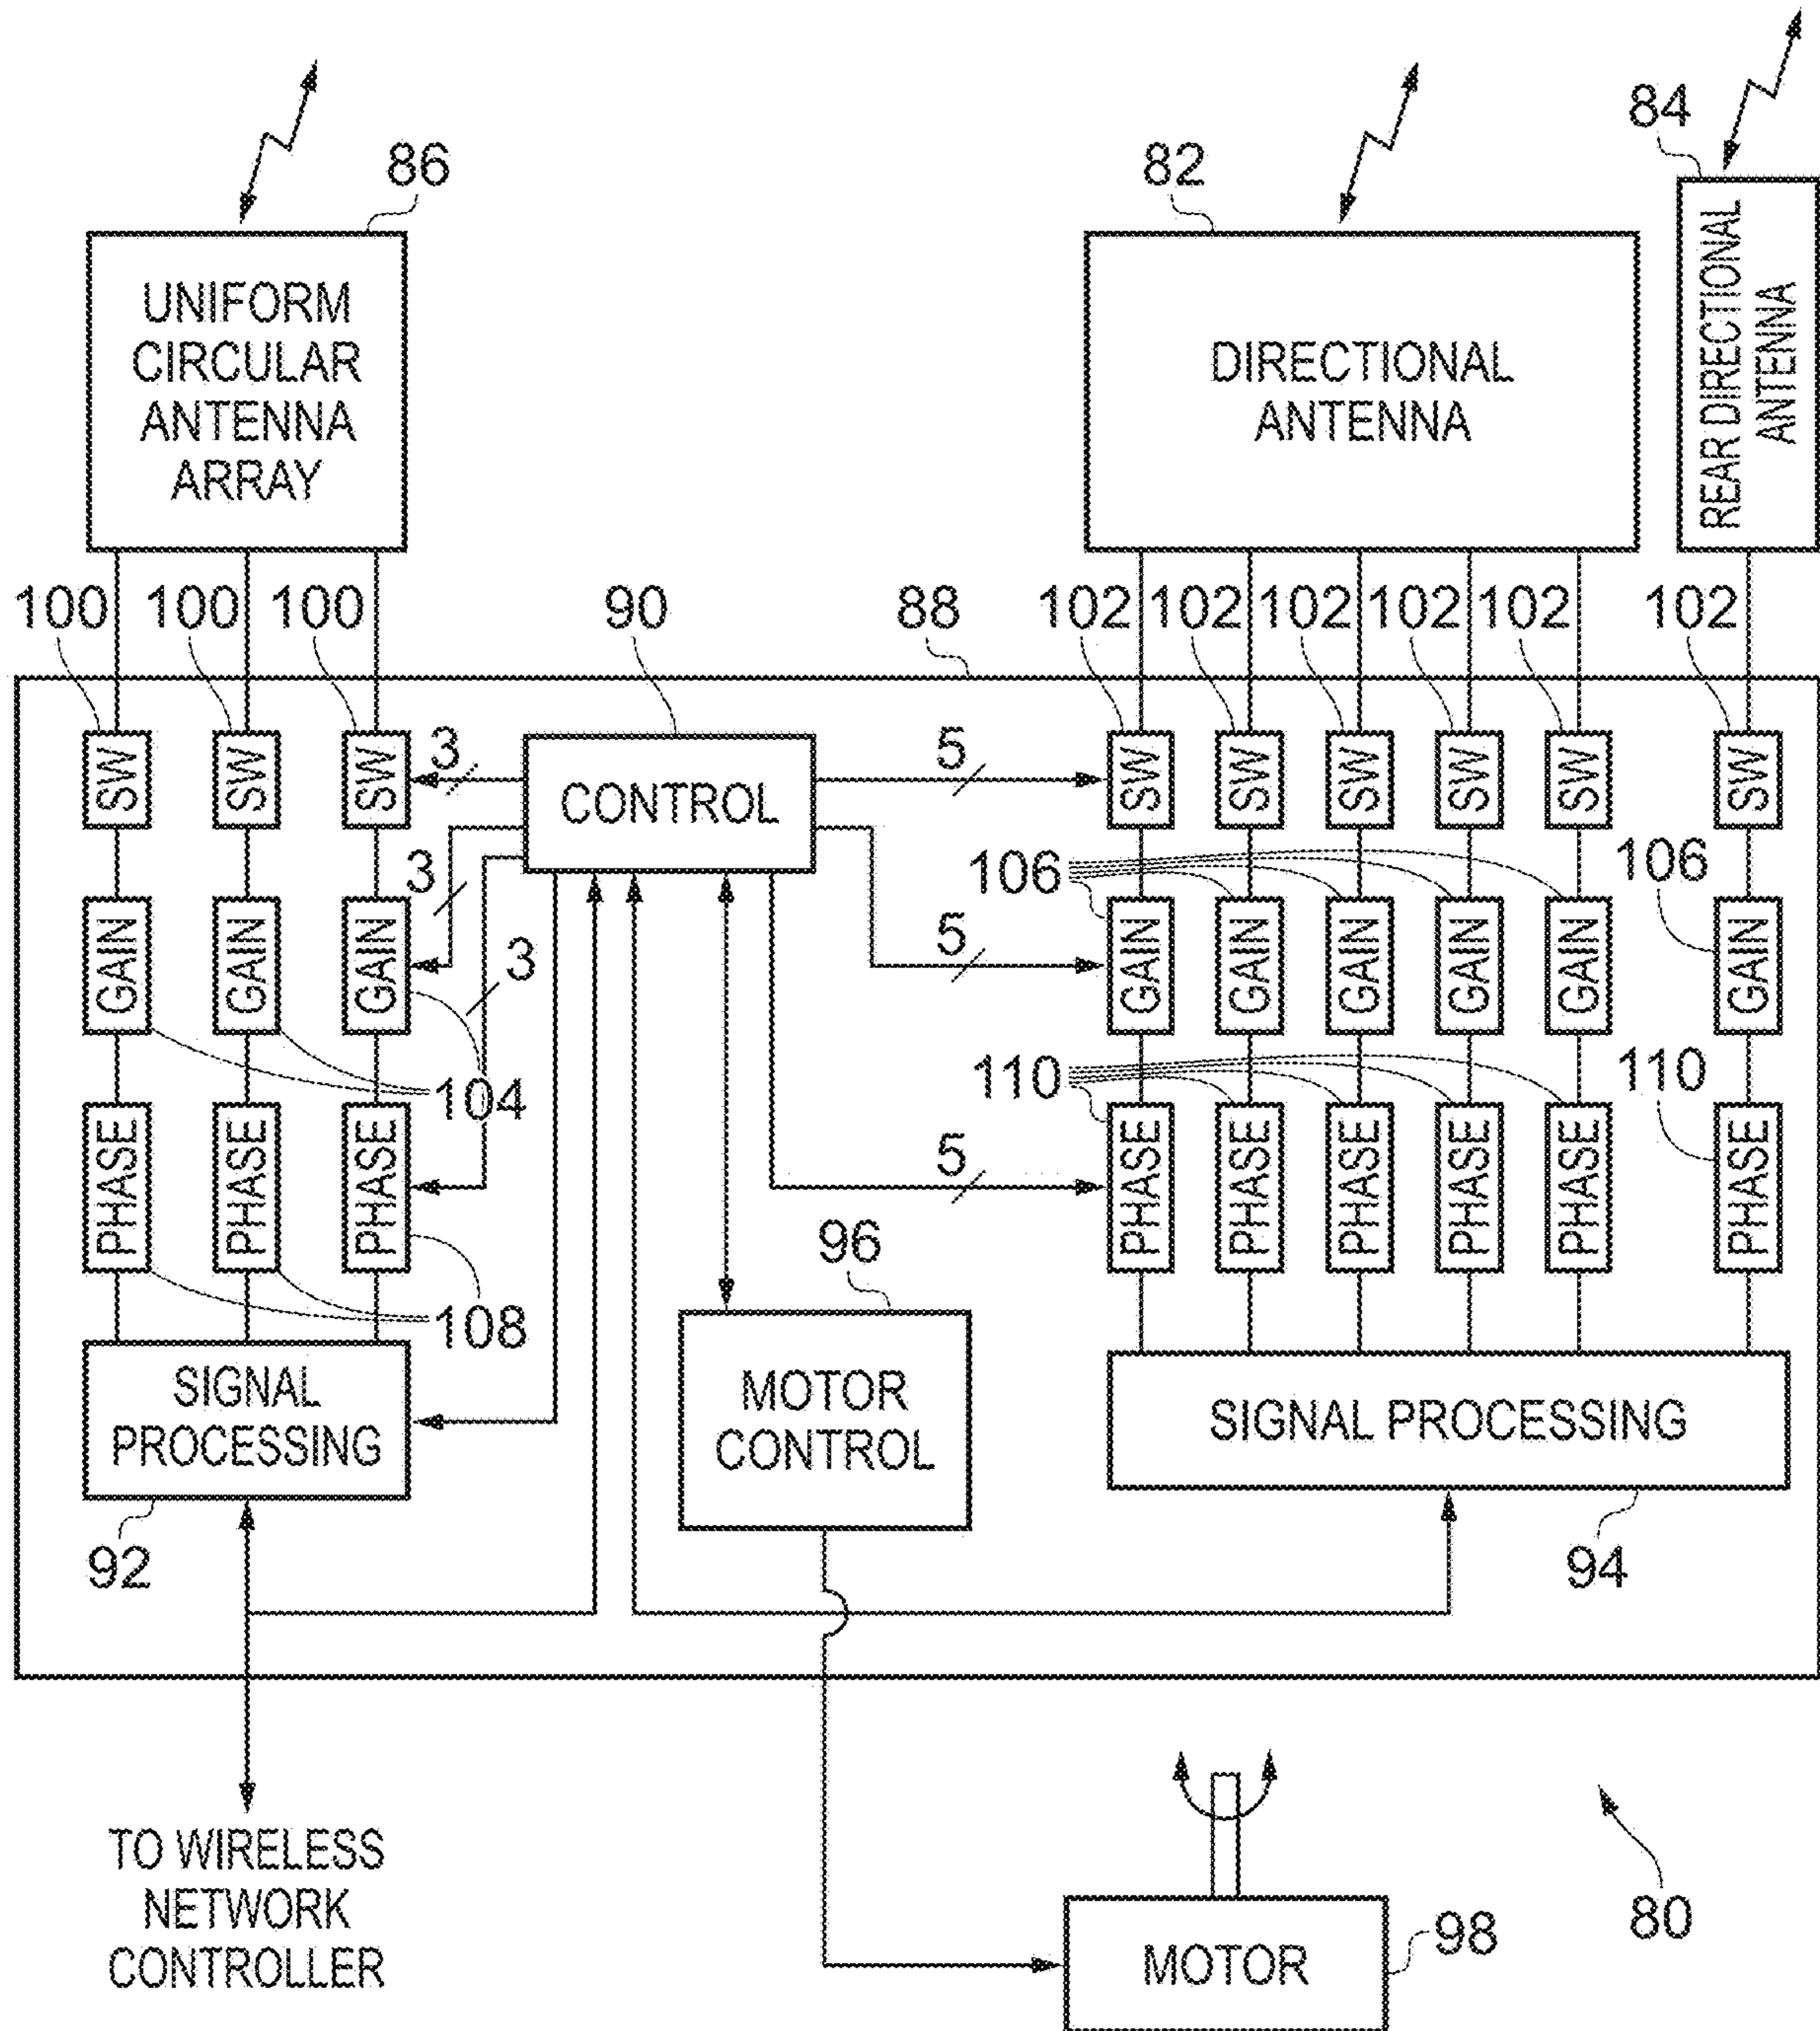 84
86
82
UNIFORM
CIRCULAR
ANTENNA
ARRAY
DIRECTIONAL
ANTENNA
REAR DIRECTIONAL
ANTENNA
100 100 100 90 88 102 102 102 102 102 102
SW SW SW 3 CONTROL 5 SW SW SW SW SW SW
3 106 106
GAIN GAIN GAIN 3 5 GAIN GAIN GAIN GAIN GAIN GAIN
104 110 110
PHASE PHASE PHASE 5 PHASE PHASE PHASE PHASE PHASE PHASE
96
108
SIGNAL
PROCESSING
MOTOR
CONTROL
SIGNAL PROCESSING
92
94
TO WIRELESS
NETWORK
CONTROLLER
80
MOTOR
98